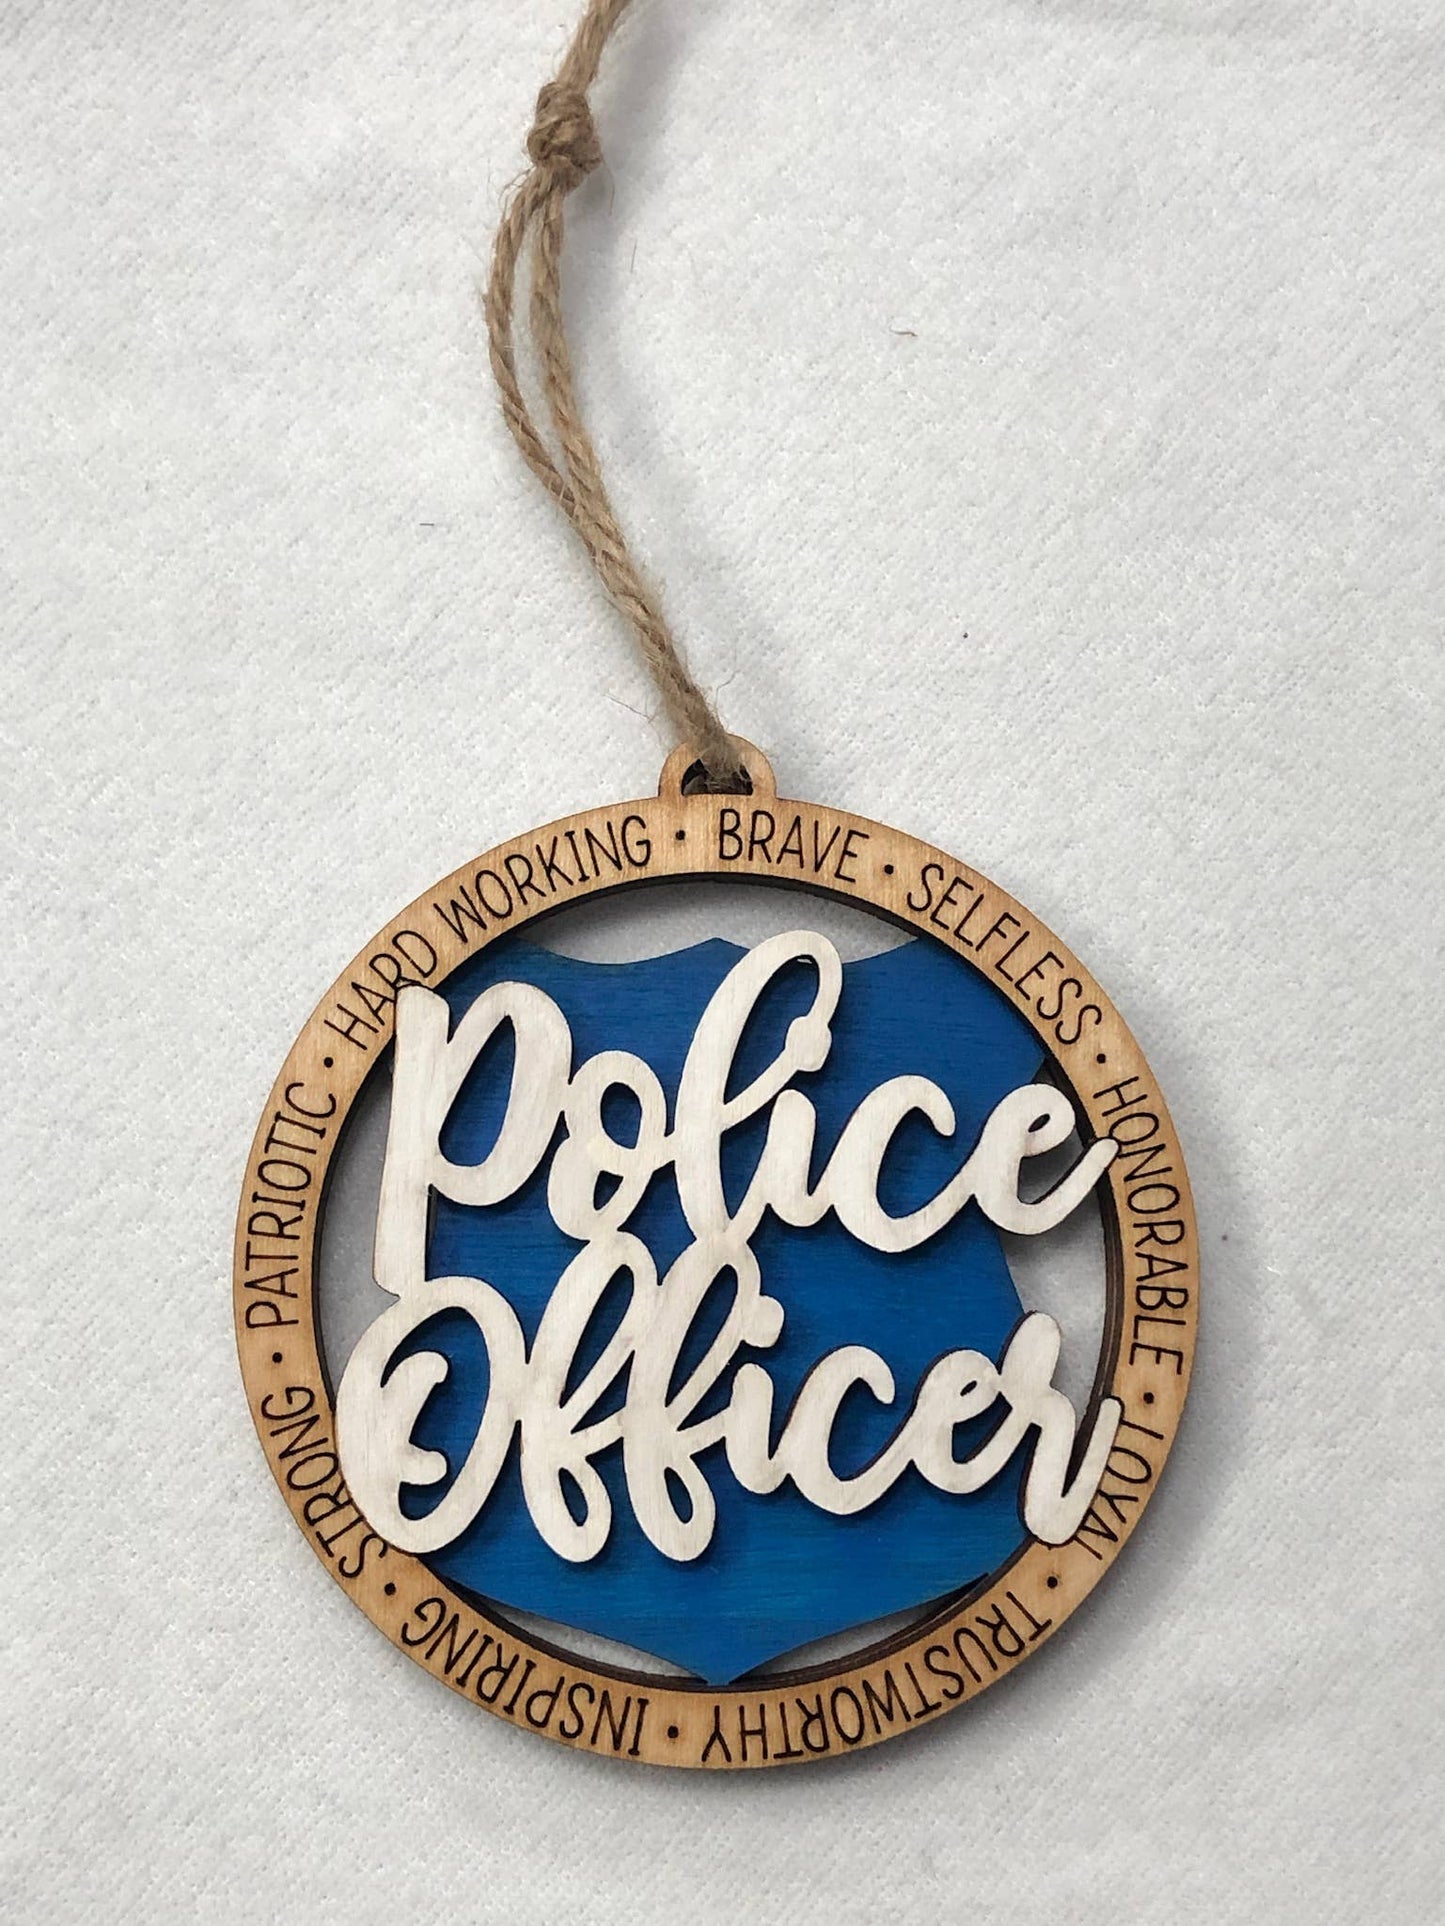 Police
Officer
BRAVE • SELFLESS • HONORABLE • LOYAL • TRUSTWORTHY • INSPIRING • STRONG • PATRIOTIC • HARD WORKING •